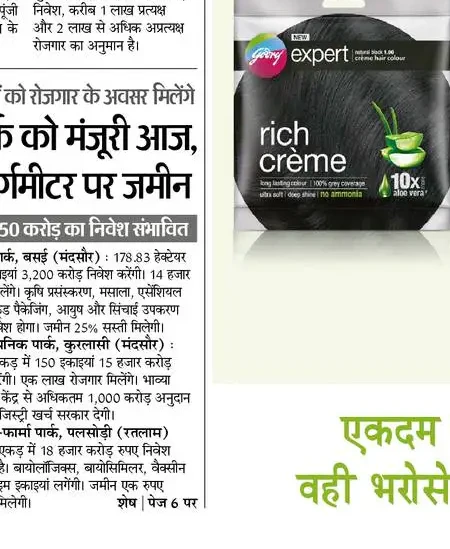 पूंजी निवेश, करीब 1 लाख प्रत्यक्ष
के और 2 लाख से अधिक अप्रत्यक्ष
रोजगार का अनुमान है।
को रोजगार के अवसर मिलेंगे
को मंजूरी आज,
र्गमीटर पर जमीन
50 करोड़ का निवेश संभावित
पार्क, बसई (मंदसौर) : 178.83 हेक्टेयर
इयां 3,200 करोड़ निवेश करेंगी। 14 हजार
लेंगे। कृषि प्रसंस्करण, मसाला, एसेंशियल
ड पैकेजिंग, आयुष और सिंचाई उपकरण
वेश होगा। जमीन 25% सस्ती मिलेगी।
धनिक पार्क, कुरलासी (मंदसौर) :
कड़ में 150 इकाइयां 15 हजार करोड़
रेंगी। एक लाख रोजगार मिलेंगे। भाव्या
केंद्र से अधिकतम 1,000 करोड़ अनुदान
जिस्ट्री खर्च सरकार देगी।
-फार्मा पार्क, पलसोड़ी (रतलाम)
एकड़ में 18 हजार करोड़ रुपए निवेश
है। बायोलॉजिक्स, बायोसिमिलर, वैक्सीन
इम इकाइयां लगेंगी। जमीन एक रुपए
मिलेगी। शेष | पेज 6 पर
NEW
Godrej expert natural black 1.00
crème hair colour
rich
crème
long lasting colour | 100% grey coverage
ultra soft | deep shine | no ammonia
10x
aloe vera
एकदम
वही भरोसे